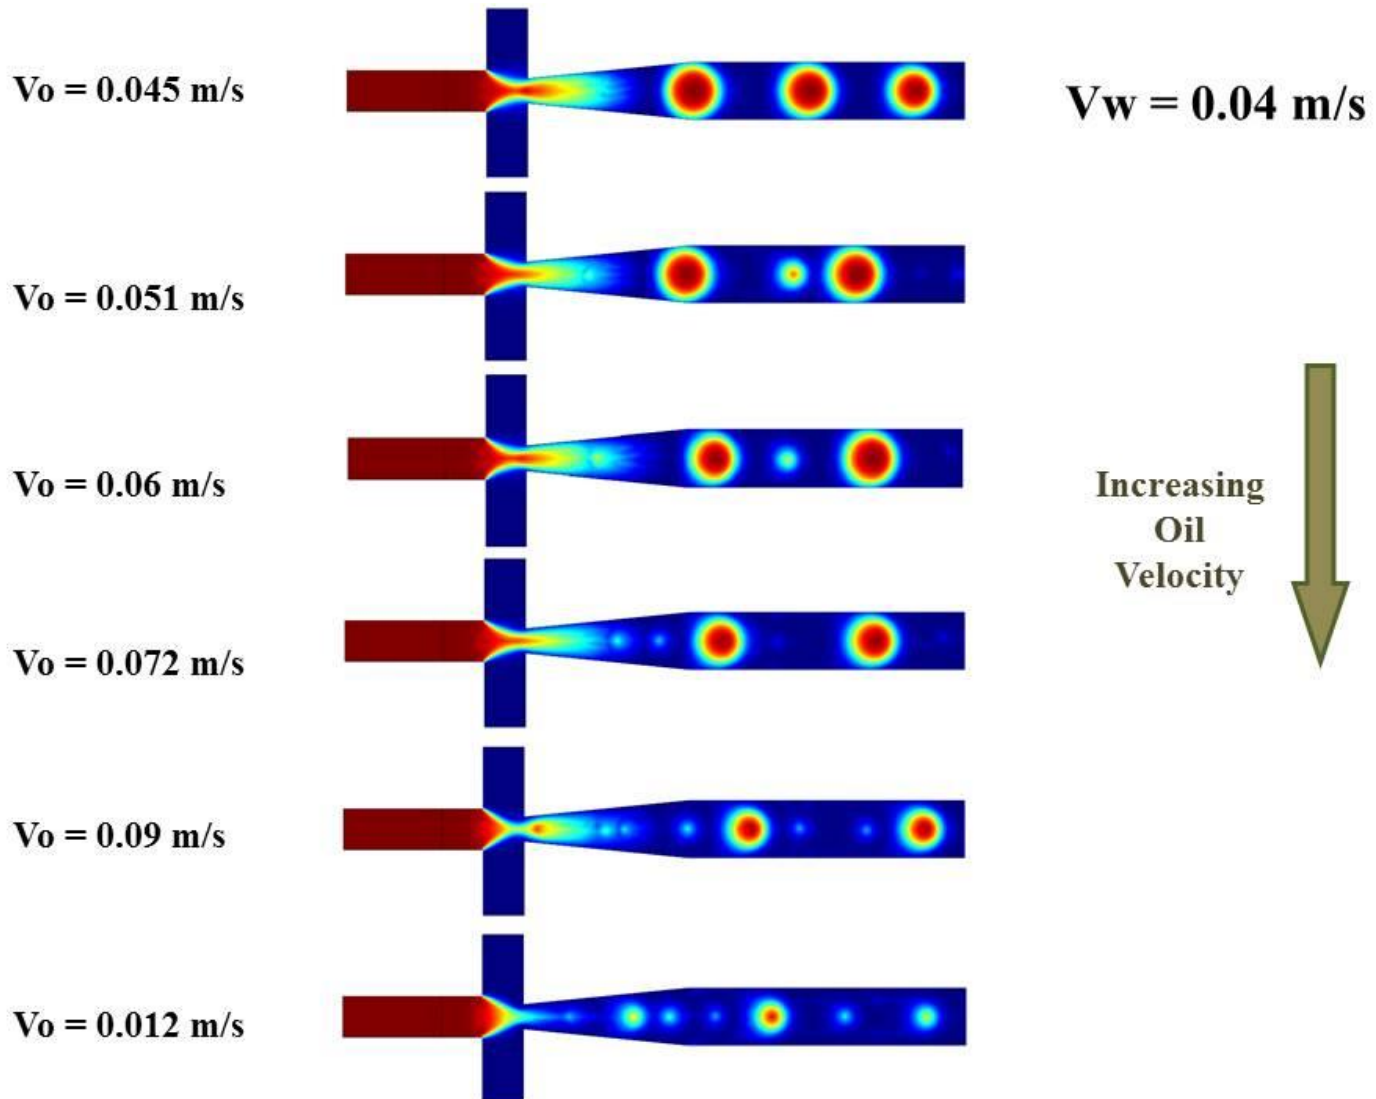 Vo = 0.045 m/s
Vw = 0.04 m/s
Vo = 0.051 m/s
Vo = 0.06 m/s
Increasing
Oil
Velocity
Vo = 0.072 m/s
Vo = 0.09 m/s
Vo = 0.012 m/s